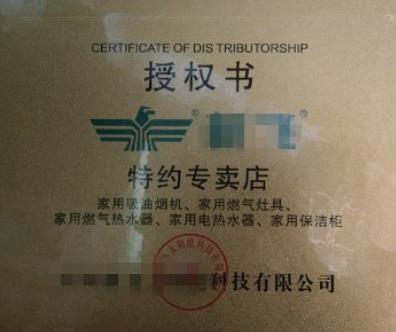 CERTIFICATE OF DIS TRIBUTORSHIP
授权书
® 飞®
特约专卖店
家用吸油烟机、家用燃气灶具、
家用燃气热水器、家用电热水器、家用保洁柜
科技有限公司